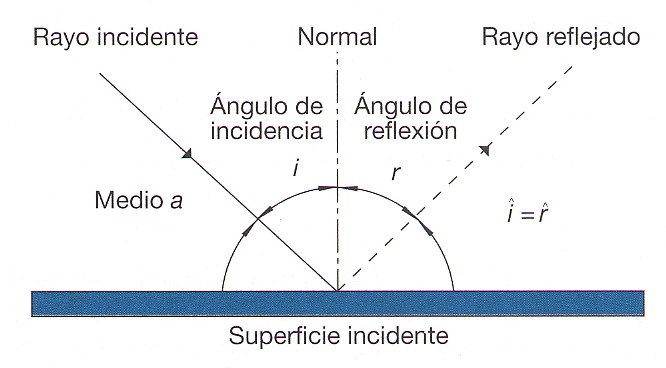 Rayo incidente
Normal
Rayo reflejado
Ángulo de
incidencia
Ángulo de
reflexión
i
r
Medio a
î = r̂
Superficie incidente